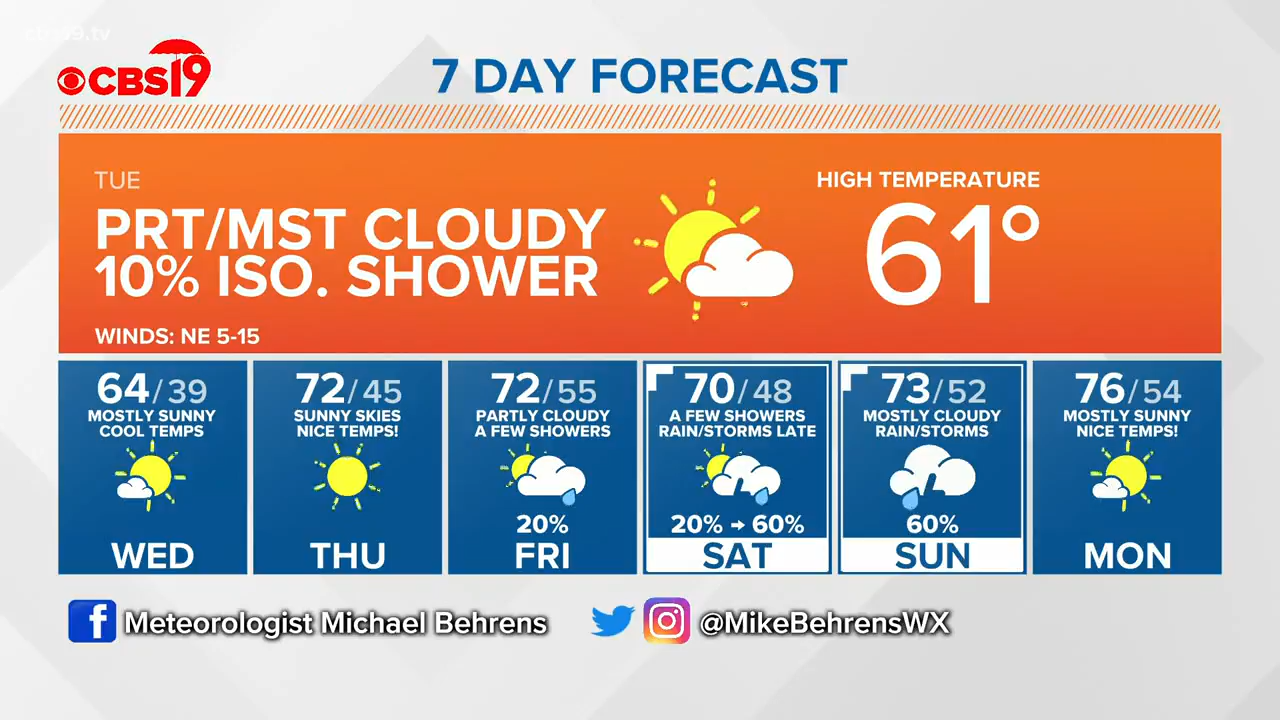 cbs19.tv
CBS19
7 DAY FORECAST
TUE
PRT/MST CLOUDY
10% ISO. SHOWER
WINDS: NE 5-15
HIGH TEMPERATURE
61°
64/39
MOSTLY SUNNY
COOL TEMPS
WED
72/45
SUNNY SKIES
NICE TEMPS!
THU
72/55
PARTLY CLOUDY
A FEW SHOWERS
20%
FRI
70/48
A FEW SHOWERS
RAIN/STORMS LATE
20% → 60%
SAT
73/52
MOSTLY CLOUDY
RAIN/STORMS
60%
SUN
76/54
MOSTLY SUNNY
NICE TEMPS!
MON
Meteorologist Michael Behrens
@MikeBehrensWX